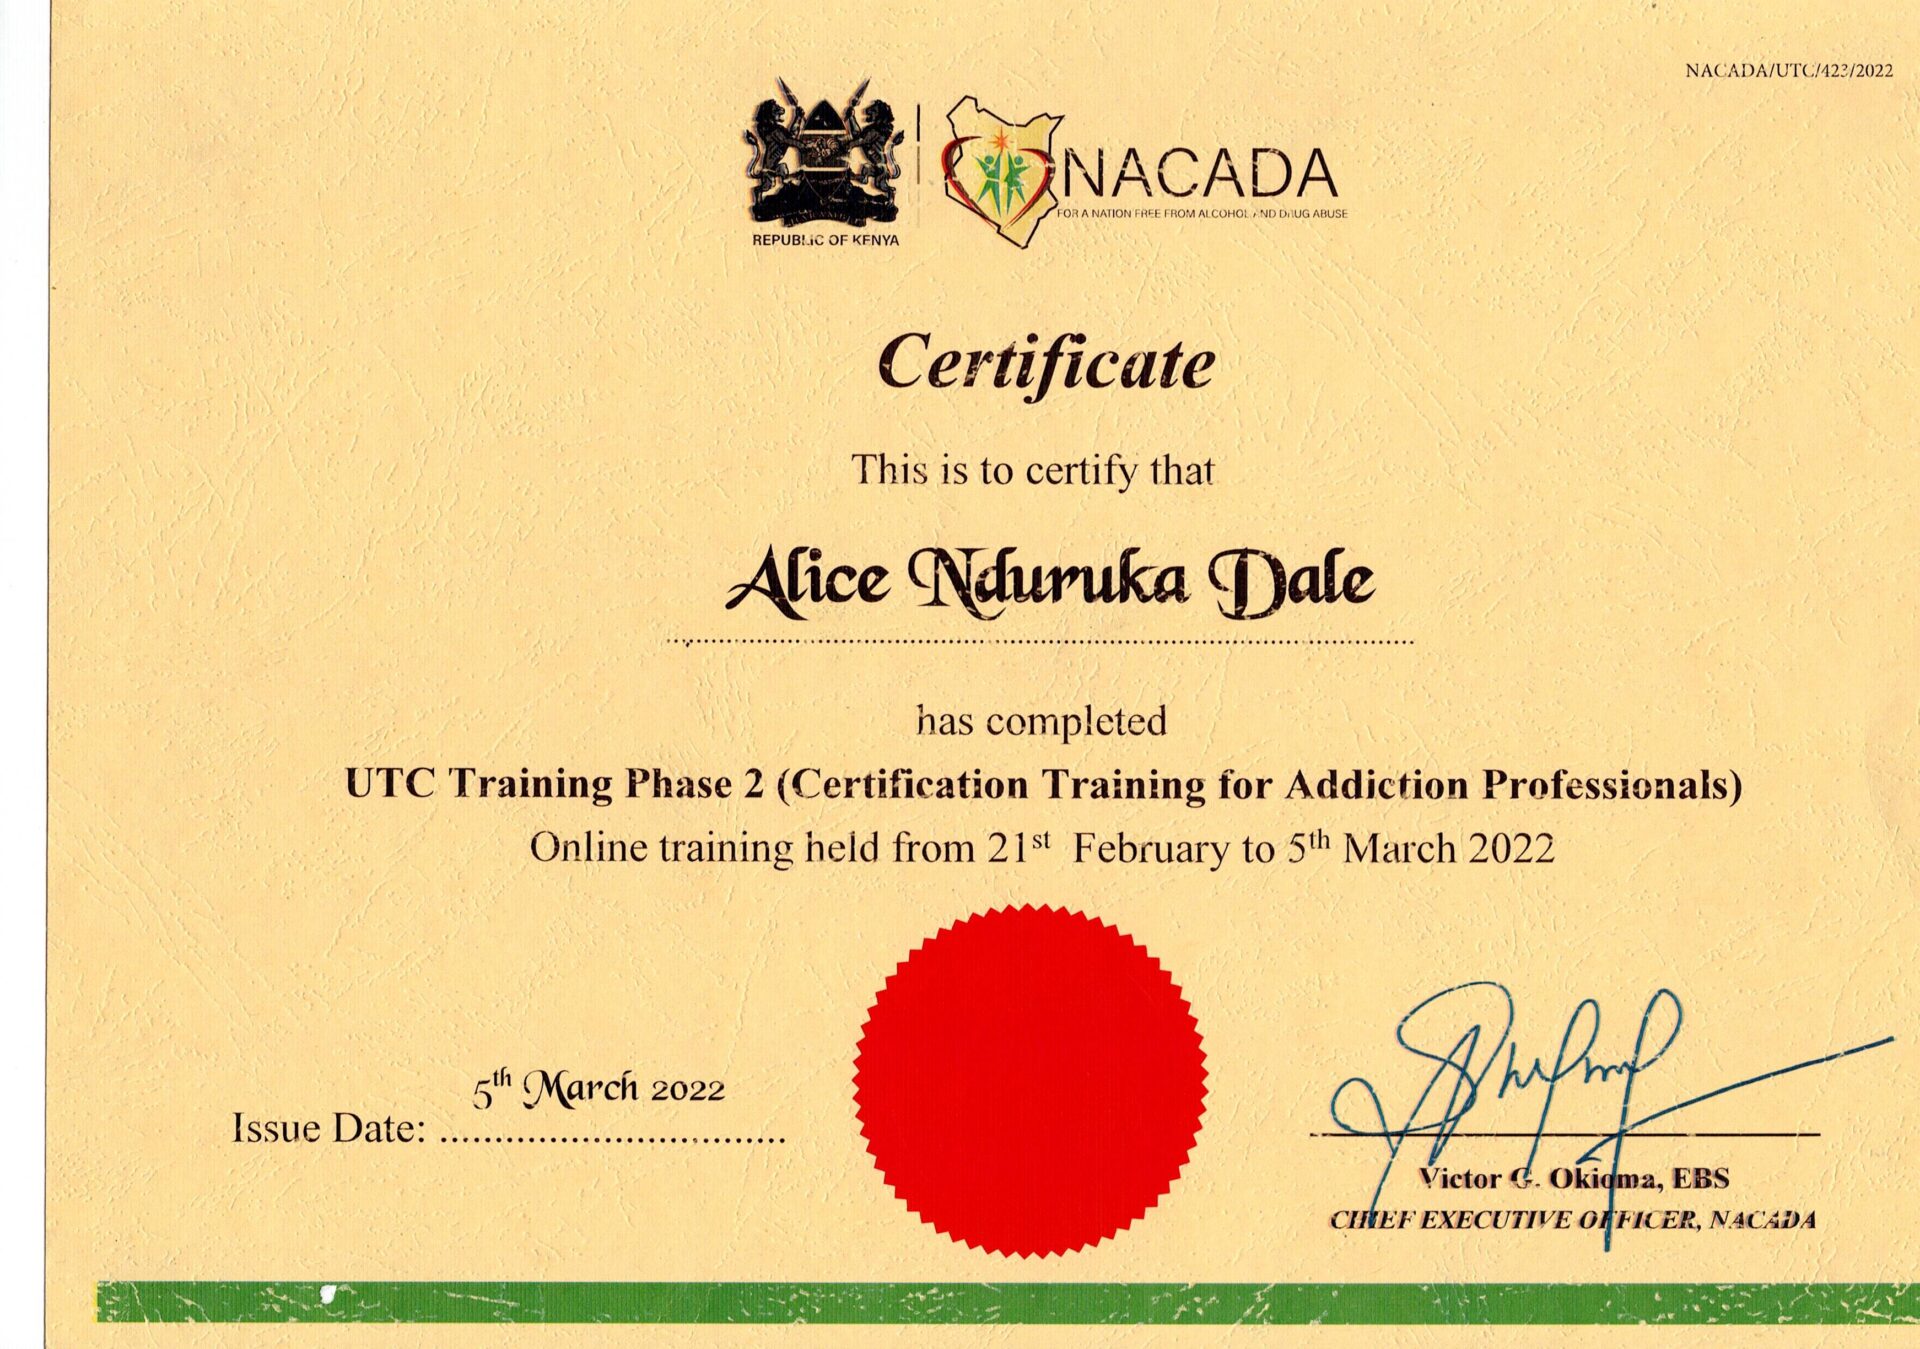 NACADA/UTC/423/2022
REPUBLIC OF KENYA
NACADA
FOR A NATION FREE FROM ALCOHOL AND DRUG ABUSE
Certificate
This is to certify that
Alice Nduruka Dale
has completed
UTC Training Phase 2 (Certification Training for Addiction Professionals)
Online training held from 21st February to 5th March 2022
5th March 2022
Issue Date:
Victor G. Okioma, EBS
CHIEF EXECUTIVE OFFICER, NACADA